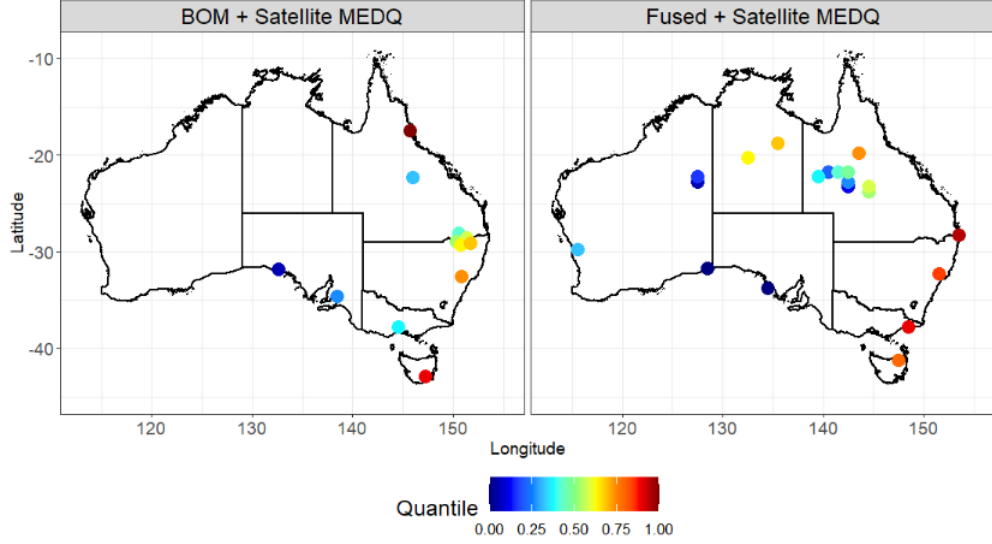 BOM + Satellite MEDQ
Fused + Satellite MEDQ
-10
-20
-30
-40
Latitude
120 130 140 150 120 130 140 150
Longitude
Quantile
0.00 0.25 0.50 0.75 1.00